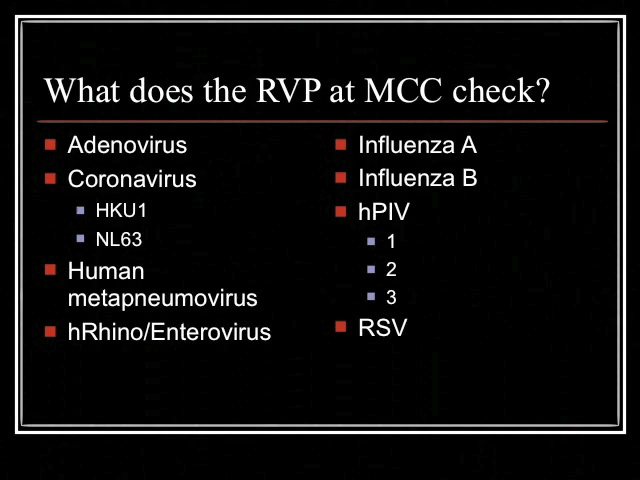 What does the RVP at MCC check?
Adenovirus
Coronavirus
HKU1
NL63
Human
metapneumovirus
hRhino/Enterovirus
Influenza A
Influenza B
hPIV
1
2
3
RSV